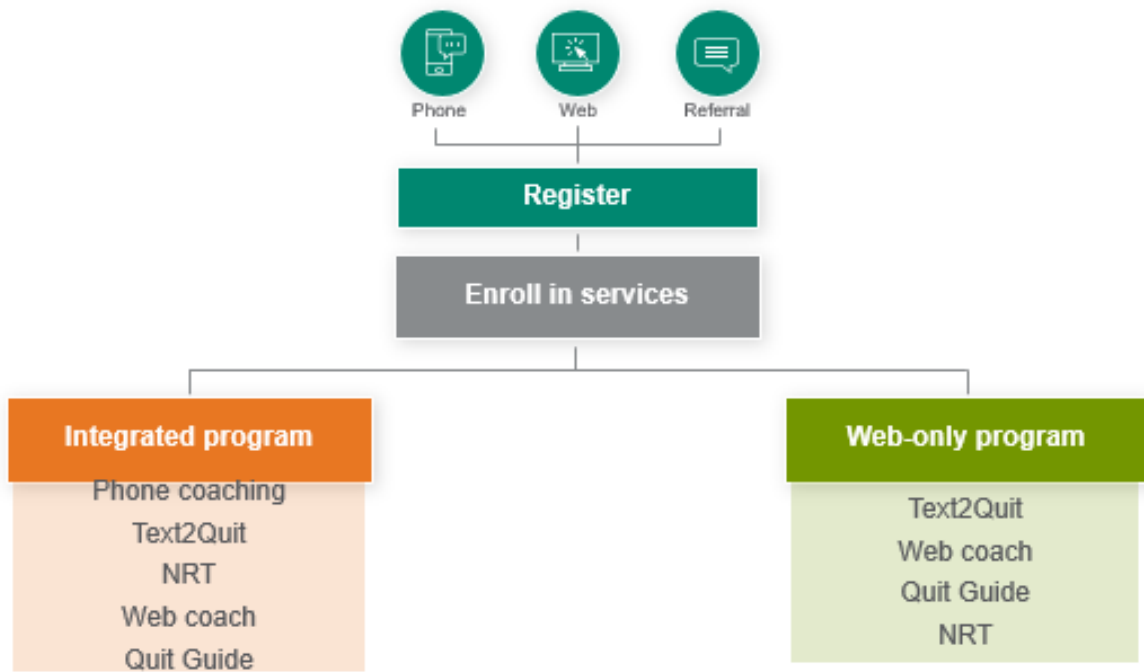 Phone
Web
Referral
Register
Enroll in services
Integrated program
Phone coaching
Text2Quit
NRT
Web coach
Quit Guide
Web-only program
Text2Quit
Web coach
Quit Guide
NRT